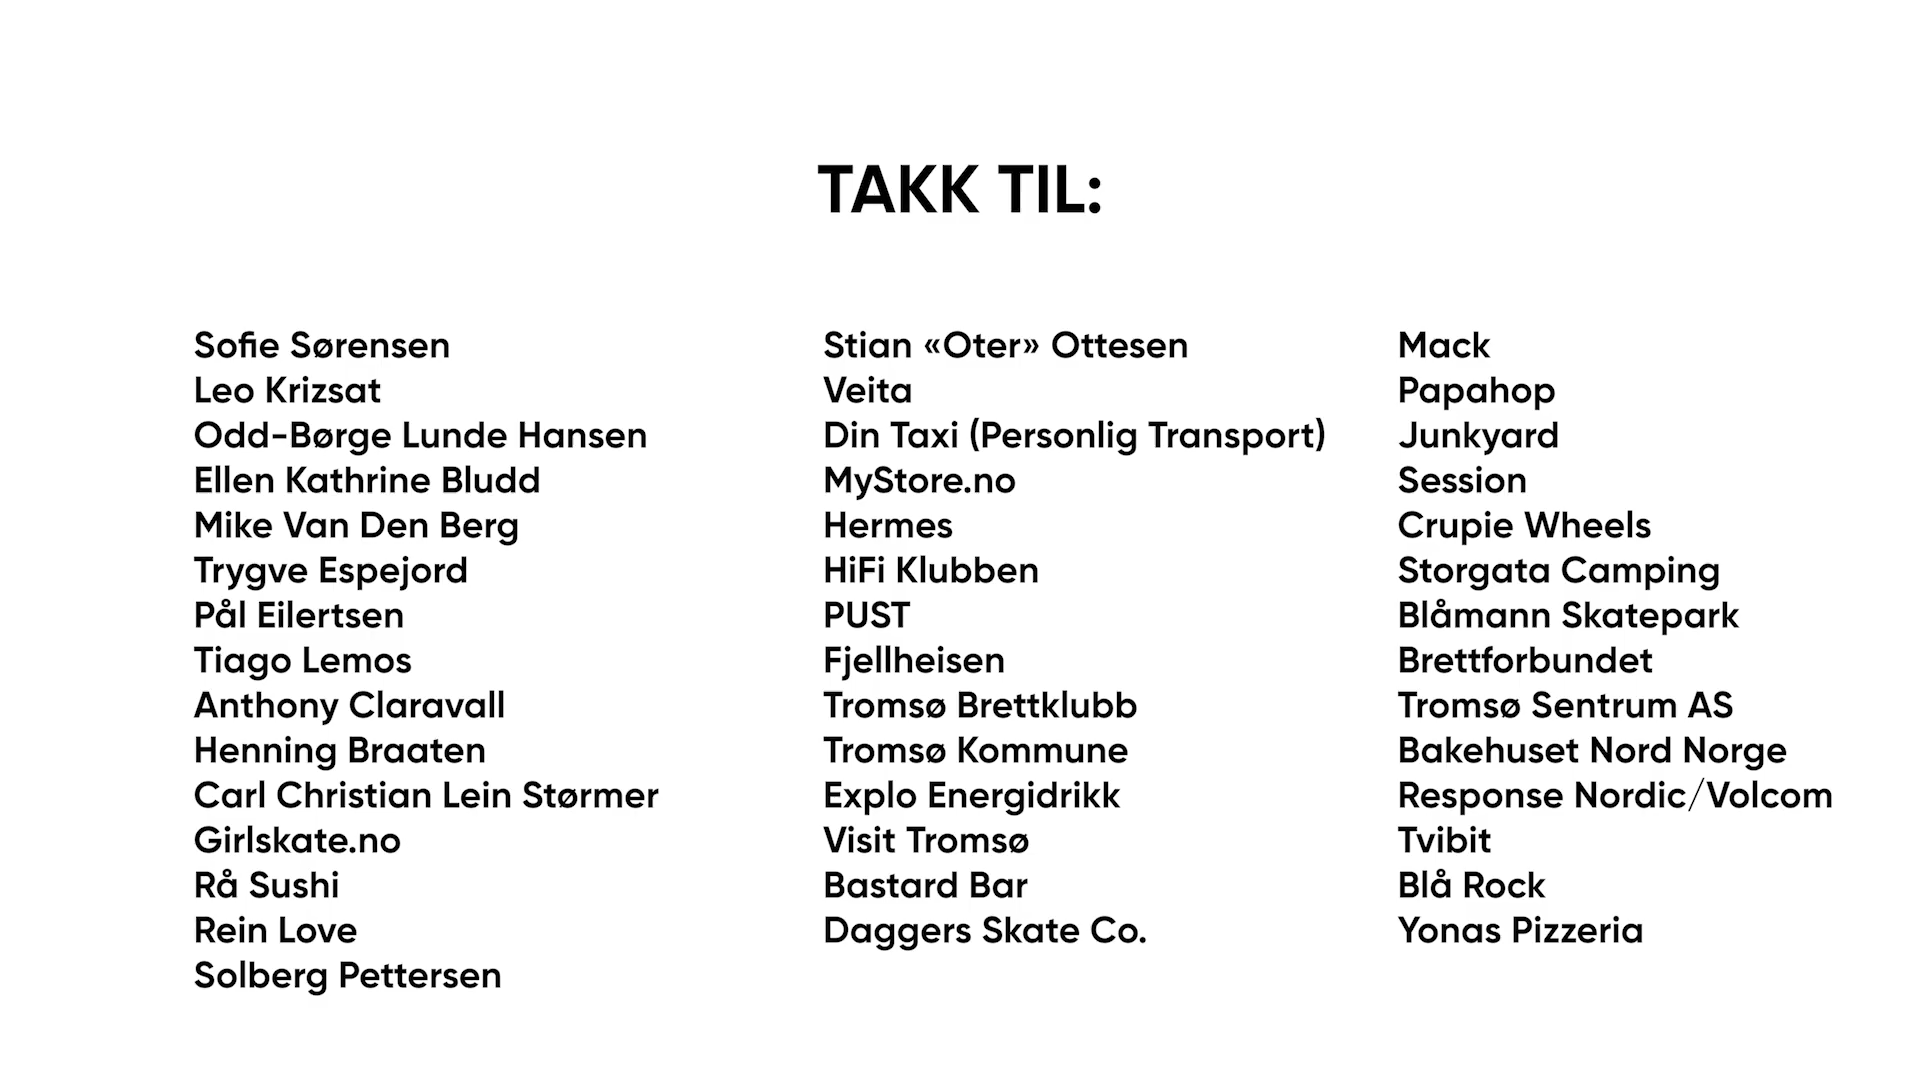 TAKK TIL:
Sofie Sørensen
Leo Krizsat
Odd-Børge Lunde Hansen
Ellen Kathrine Bludd
Mike Van Den Berg
Trygve Espejord
Pål Eilertsen
Tiago Lemos
Anthony Claravall
Henning Braaten
Carl Christian Lein Størmer
Girlskate.no
Rå Sushi
Rein Love
Solberg Pettersen
Stian «Oter» Ottesen
Veita
Din Taxi (Personlig Transport)
MyStore.no
Hermes
HiFi Klubben
PUST
Fjellheisen
Tromsø Brettklubb
Tromsø Kommune
Explo Energidrikk
Visit Tromsø
Bastard Bar
Daggers Skate Co.
Mack
Papahop
Junkyard
Session
Crupie Wheels
Storgata Camping
Blåmann Skatepark
Brettforbundet
Tromsø Sentrum AS
Bakehuset Nord Norge
Response Nordic/Volcom
Tvibit
Blå Rock
Yonas Pizzeria